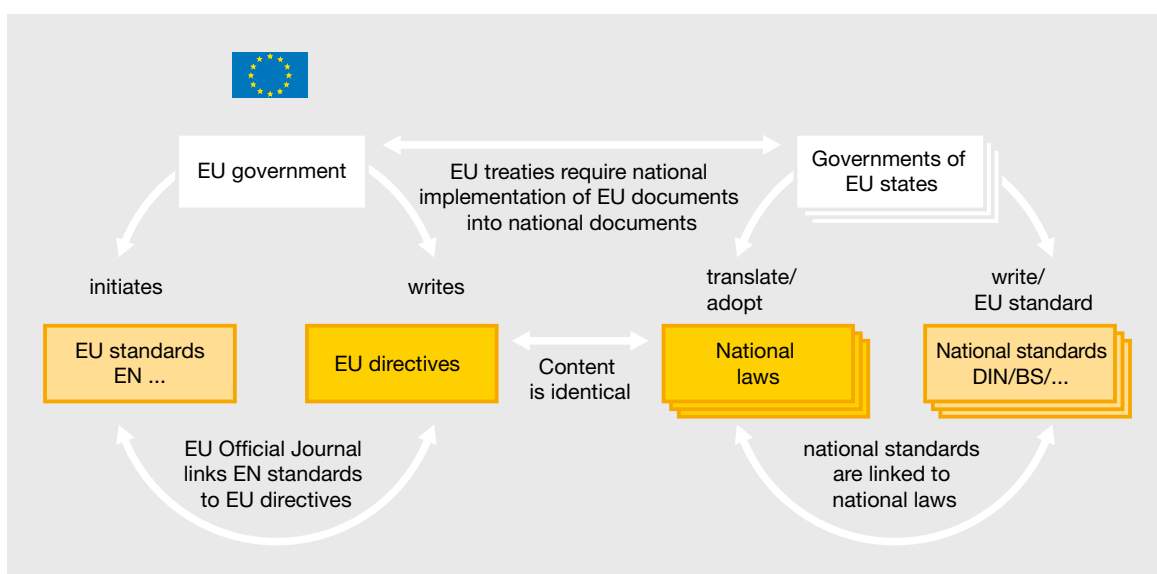 EU government
EU treaties require national
implementation of EU documents
into national documents
Governments of
EU states
initiates
writes
translate/
adopt
write/
EU standard
EU standards
EN ...
EU directives
Content
is identical
National
laws
National standards
DIN/BS/...
EU Official Journal
links EN standards
to EU directives
national standards
are linked to
national laws